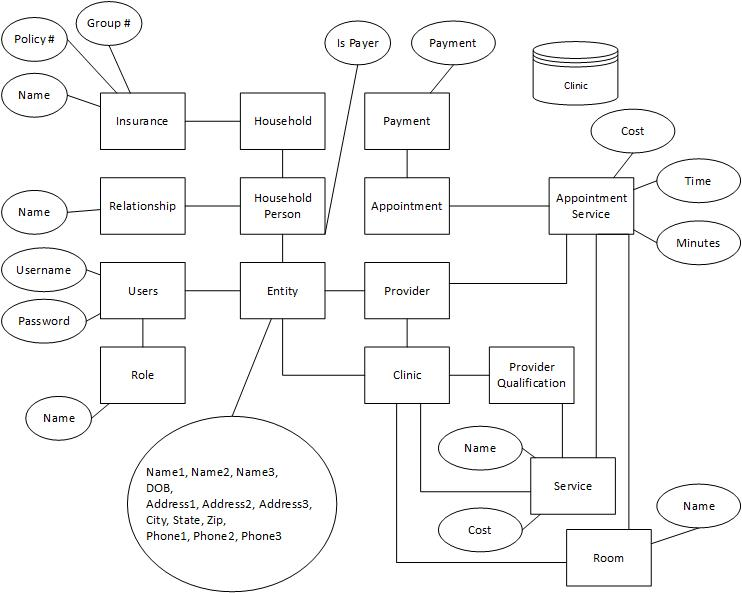 Group #
Policy #
Is Payer
Payment
Clinic
Name
Insurance
Household
Payment
Cost
Time
Name
Relationship
Household
Person
Appointment
Appointment
Service
Minutes
Username
Users
Entity
Provider
Password
Role
Clinic
Provider
Qualification
Name
Name
Name1, Name2, Name3,
DOB,
Address1, Address2, Address3,
City, State, Zip,
Phone1, Phone2, Phone3
Service
Name
Cost
Room